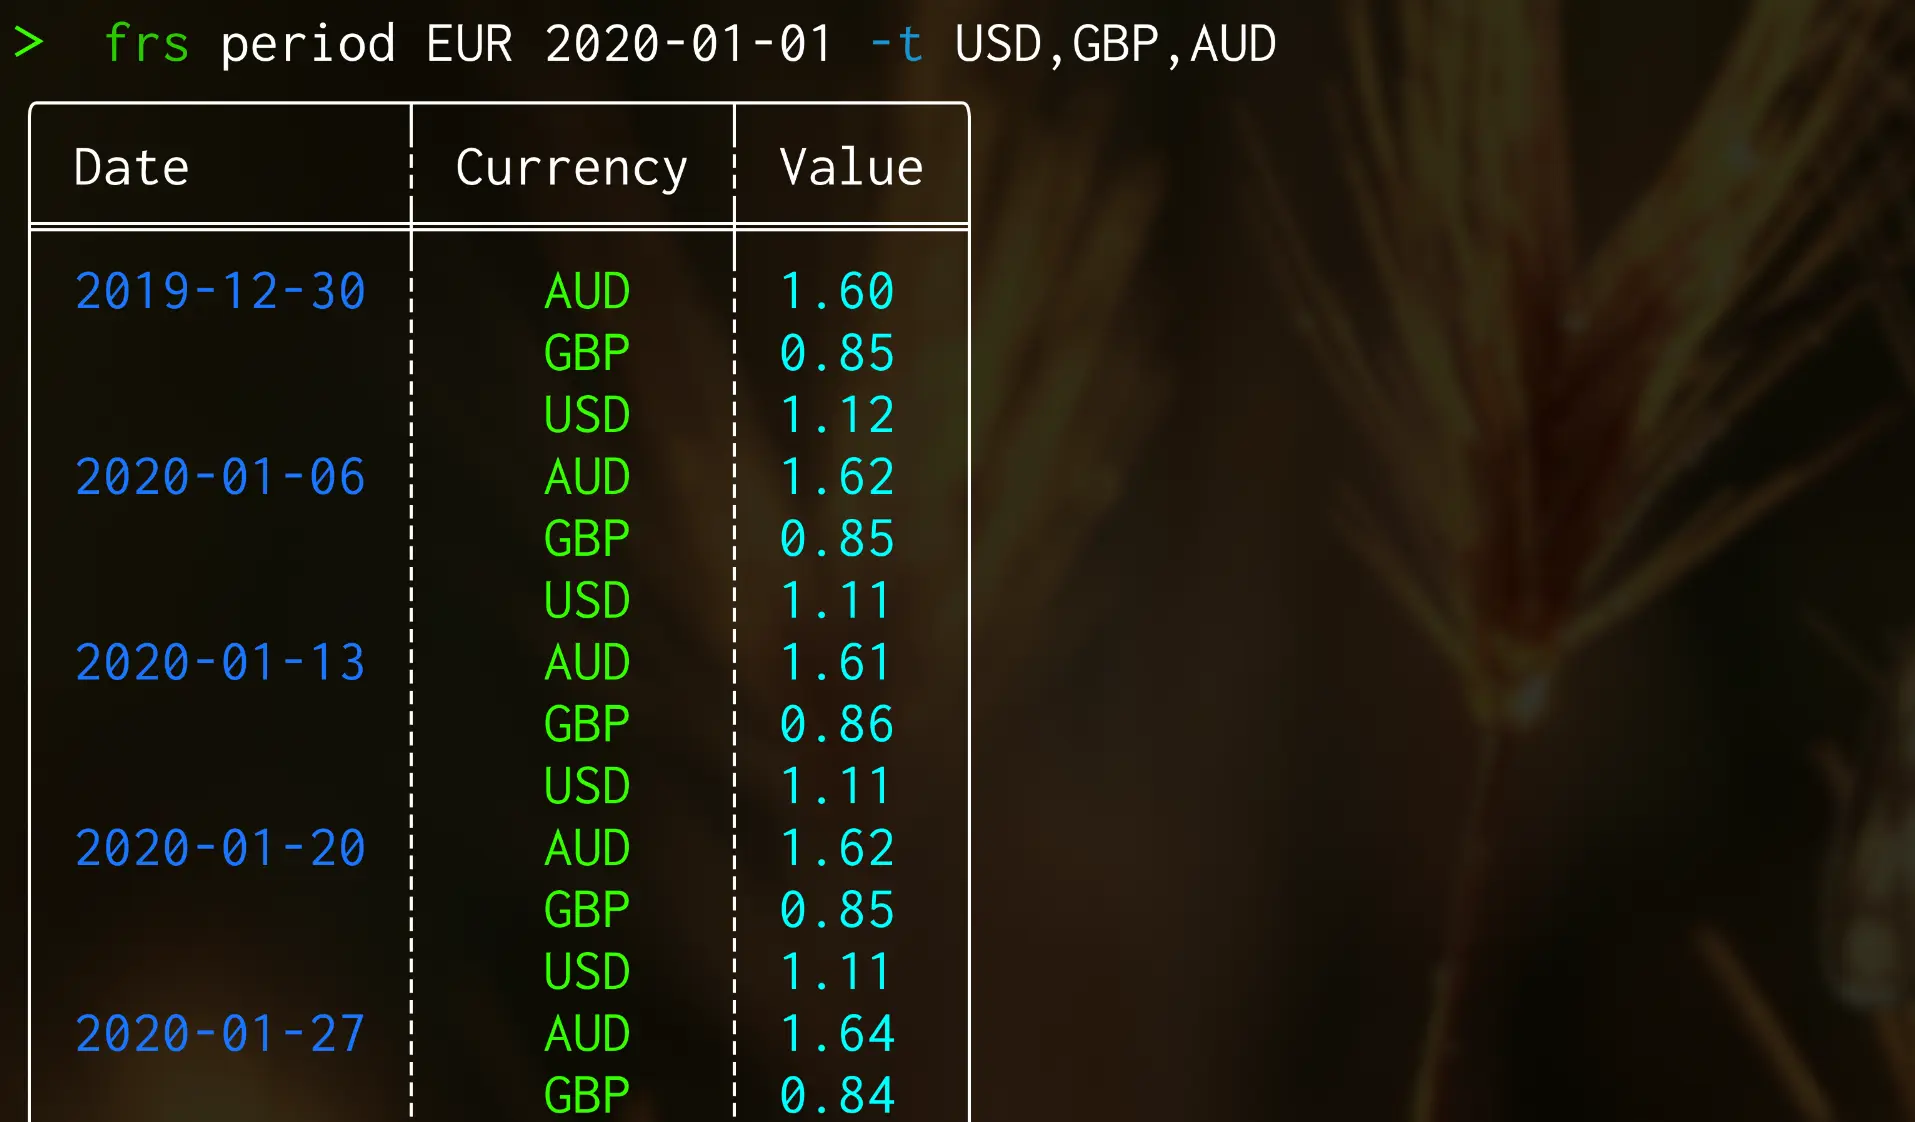 > frs period EUR 2020-01-01 -t USD,GBP,AUD
Date Currency Value
2019-12-30 AUD 1.60
GBP 0.85
USD 1.12
2020-01-06 AUD 1.62
GBP 0.85
USD 1.11
2020-01-13 AUD 1.61
GBP 0.86
USD 1.11
2020-01-20 AUD 1.62
GBP 0.85
USD 1.11
2020-01-27 AUD 1.64
GBP 0.84